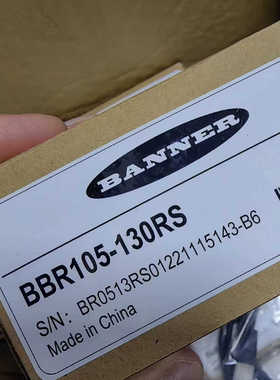 BANNER
BBR105-130RS
S/N: BR0513RS01221115143-B6
Made in China